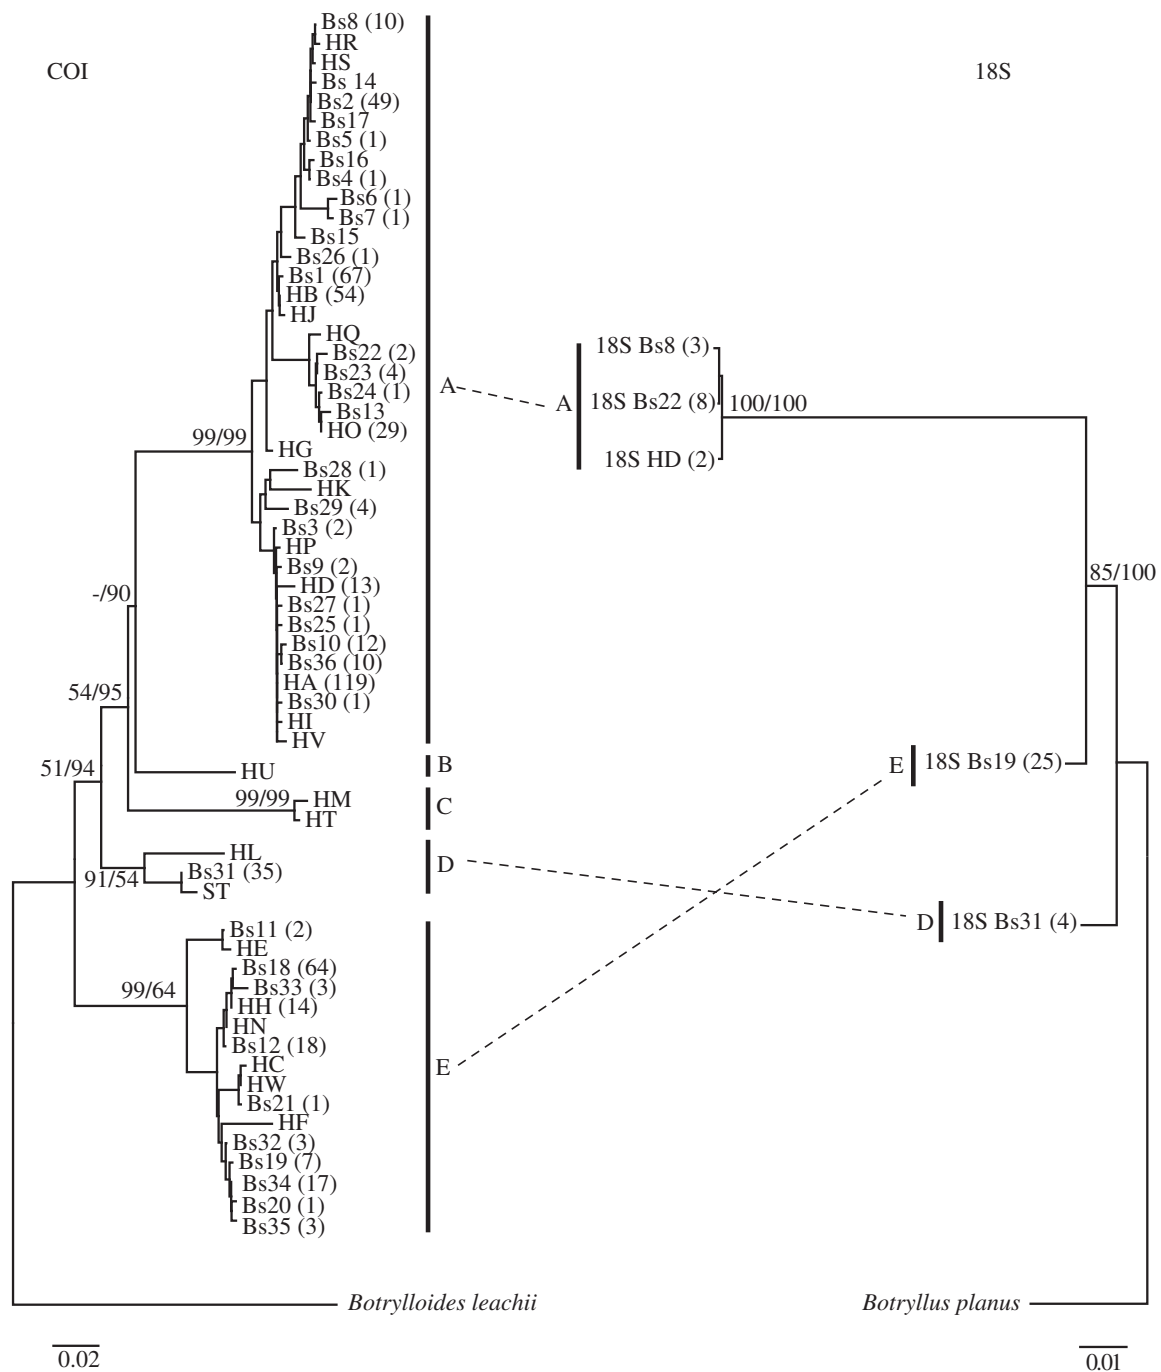 COI
18S
Bs8 (10)
HR
HS
Bs 14
Bs2 (49)
Bs17
Bs5 (1)
Bs16
Bs4 (1)
Bs6 (1)
Bs7 (1)
Bs15
Bs26 (1)
Bs1 (67)
HB (54)
HJ
HQ
Bs22 (2)
Bs23 (4)
Bs24 (1)
Bs13
HO (29)
HG
Bs28 (1)
HK
Bs29 (4)
Bs3 (2)
HP
Bs9 (2)
HD (13)
Bs27 (1)
Bs25 (1)
Bs10 (12)
Bs36 (10)
HA (119)
Bs30 (1)
HI
HV
HU
HM
HT
HL
Bs31 (35)
ST
Bs11 (2)
HE
Bs18 (64)
Bs33 (3)
HH (14)
HN
Bs12 (18)
HC
HW
Bs21 (1)
HF
Bs32 (3)
Bs19 (7)
Bs34 (17)
Bs20 (1)
Bs35 (3)
Botrylloides leachii
99/99
-/90
54/95
51/94
99/99
91/54
99/64
A
B
C
D
E
0.02
A
18S Bs8 (3)
18S Bs22 (8)
18S HD (2)
100/100
85/100
E
18S Bs19 (25)
D
18S Bs31 (4)
Botryllus planus
0.01